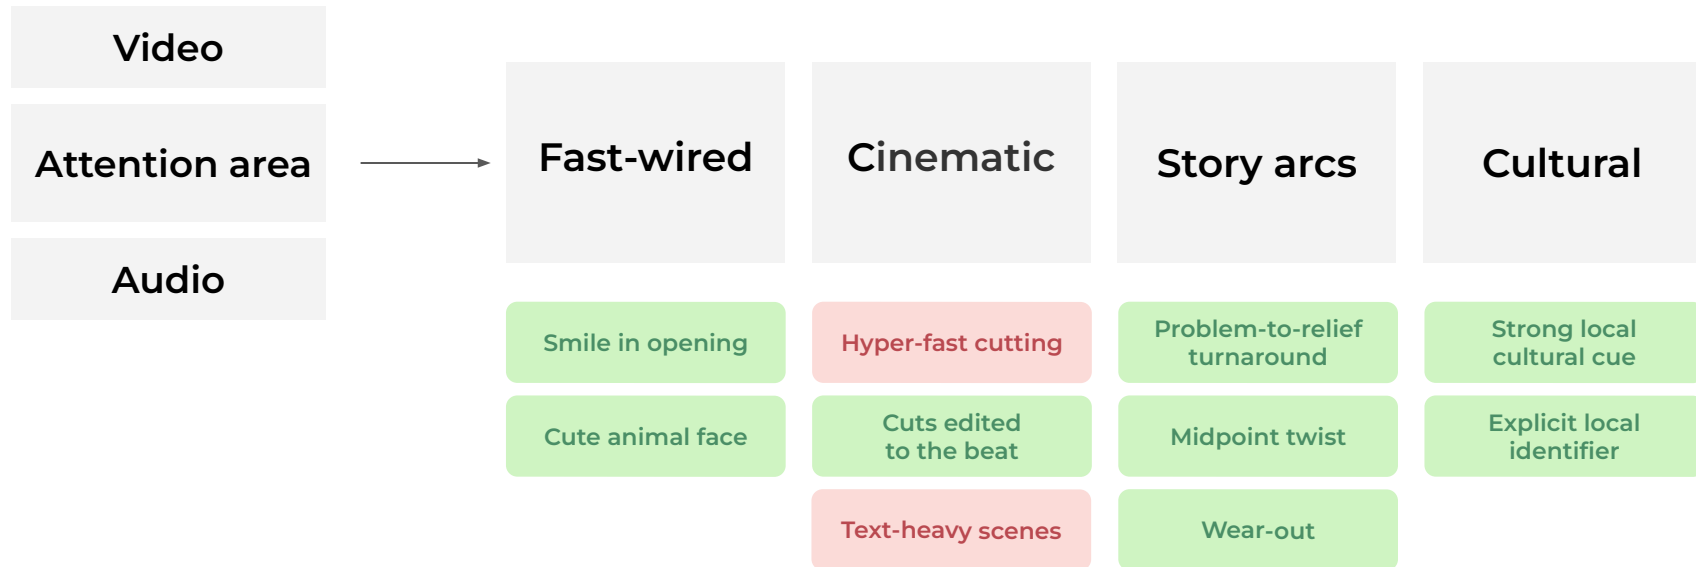 Video
Attention area
Audio
Fast-wired
Cinematic
Story arcs
Cultural
Smile in opening
Cute animal face
Hyper-fast cutting
Cuts edited
to the beat
Text-heavy scenes
Problem-to-relief
turnaround
Midpoint twist
Wear-out
Strong local
cultural cue
Explicit local
identifier